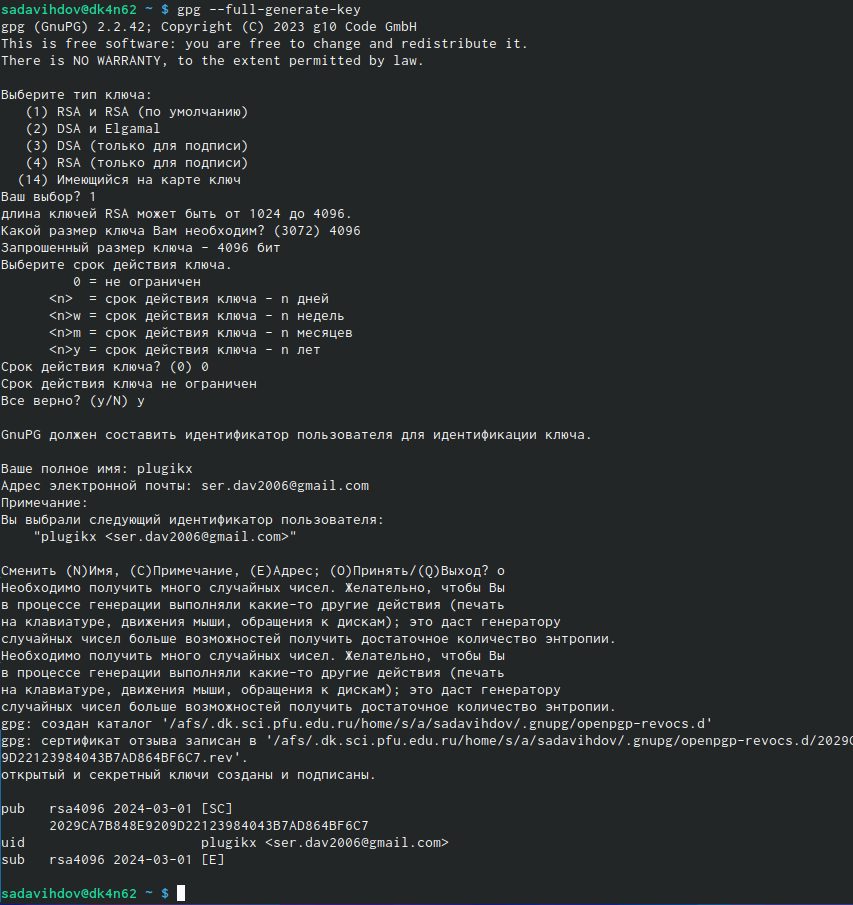 sadavihdov@dk4n62 ~ $ gpg --full-generate-key
gpg (GnuPG) 2.2.42; Copyright (C) 2023 g10 Code GmbH
This is free software: you are free to change and redistribute it.
There is NO WARRANTY, to the extent permitted by law.

Выберите тип ключа:
   (1) RSA и RSA (по умолчанию)
   (2) DSA и Elgamal
   (3) DSA (только для подписи)
   (4) RSA (только для подписи)
  (14) Имеющийся на карте ключ
Ваш выбор? 1
длина ключей RSA может быть от 1024 до 4096.
Какой размер ключа Вам необходим? (3072) 4096
Запрошенный размер ключа - 4096 бит
Выберите срок действия ключа.
         0 = не ограничен
      <n>  = срок действия ключа - n дней
      <n>w = срок действия ключа - n недель
      <n>m = срок действия ключа - n месяцев
      <n>y = срок действия ключа - n лет
Срок действия ключа? (0) 0
Срок действия ключа не ограничен
Все верно? (y/N) y

GnuPG должен составить идентификатор пользователя для идентификации ключа.

Ваше полное имя: plugikx
Адрес электронной почты: ser.dav2006@gmail.com
Примечание:
Вы выбрали следующий идентификатор пользователя:
    "plugikx <ser.dav2006@gmail.com>"

Сменить (N)Имя, (C)Примечание, (E)Адрес; (O)Принять/(Q)Выход? o
Необходимо получить много случайных чисел. Желательно, чтобы Вы
в процессе генерации выполняли какие-то другие действия (печать
на клавиатуре, движения мыши, обращения к дискам); это даст генератору
случайных чисел больше возможностей получить достаточное количество энтропии.
Необходимо получить много случайных чисел. Желательно, чтобы Вы
в процессе генерации выполняли какие-то другие действия (печать
на клавиатуре, движения мыши, обращения к дискам); это даст генератору
случайных чисел больше возможностей получить достаточное количество энтропии.
gpg: создан каталог '/afs/.dk.sci.pfu.edu.ru/home/s/a/sadavihdov/.gnupg/openpgp-revocs.d'
gpg: сертификат отзыва записан в '/afs/.dk.sci.pfu.edu.ru/home/s/a/sadavihdov/.gnupg/openpgp-revocs.d/2029C
9D22123984043B7AD864BF6C7.rev'.
открытый и секретный ключи созданы и подписаны.

pub   rsa4096 2024-03-01 [SC]
      2029CA7B848E9209D22123984043B7AD864BF6C7
uid                      plugikx <ser.dav2006@gmail.com>
sub   rsa4096 2024-03-01 [E]

sadavihdov@dk4n62 ~ $